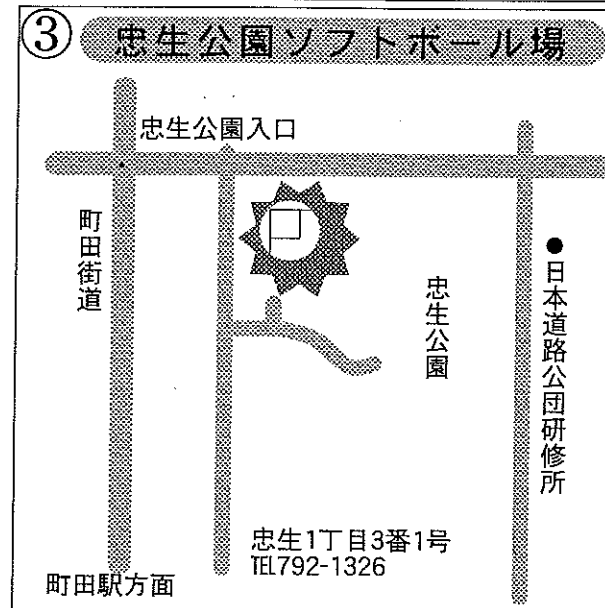 ③ 忠生公園ソフトボール場
忠生公園入口
町田街道
忠生公園
●日本道路公団研修所
忠生1丁目3番1号
TEL792-1326
町田駅方面